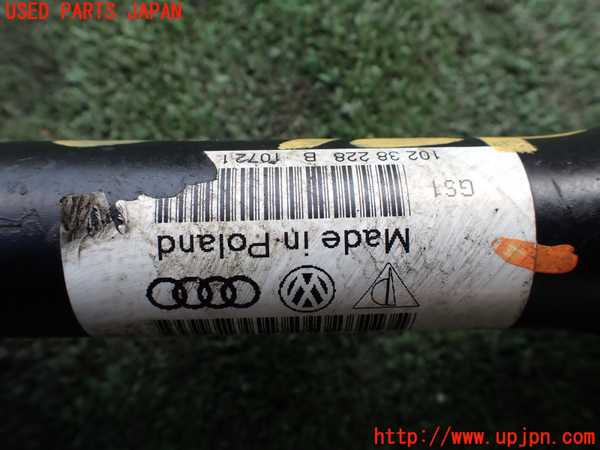 USED PARTS JAPAN
102 38 228 B 10721
GS1
Made in Poland
http://www.upjpn.com/